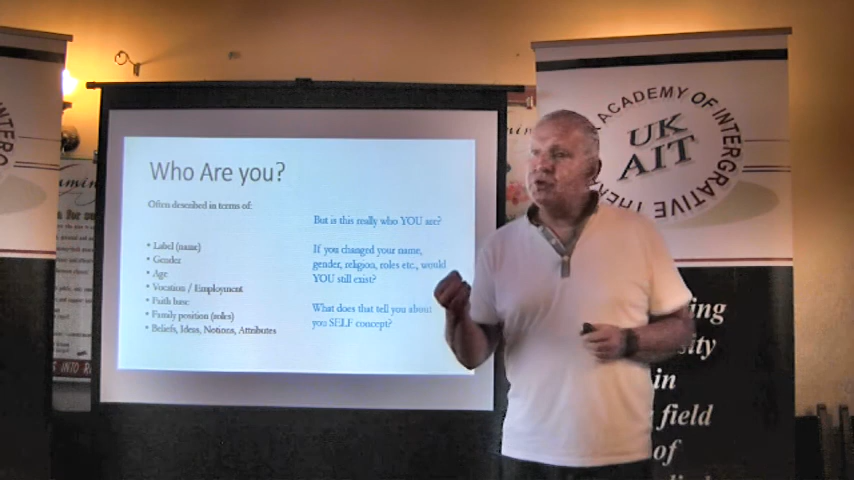 Who Are you?
Often described in terms of:
• Label (name)
• Gender
• Age
• Vocation / Employment
• Faith base
• Family position (roles)
• Beliefs, Ideas, Notions, Attributes
But is this really who YOU are?
If you changed your name,
gender, religion, roles etc., would
YOU still exist?
What does that tell you about
you SELF concept?
ACADEMY OF INTERGRATIVE THERA
UK
AIT
ing
sity
in
field
of